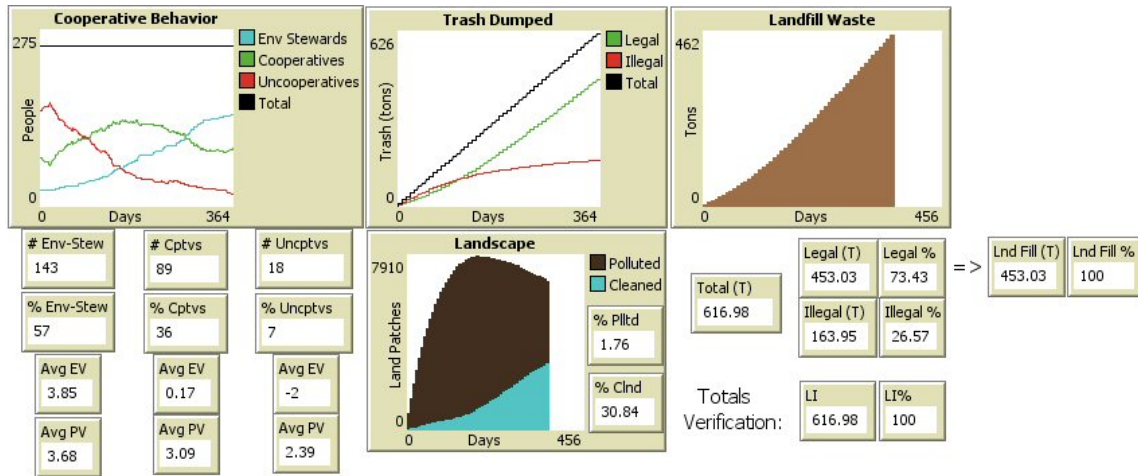 Cooperative Behavior
275
People
0
0
Days
364
Env Stewards
Cooperatives
Uncooperatives
Total
Trash Dumped
626
Trash (tons)
0
0
Days
364
Legal
Illegal
Total
Landfill Waste
462
Tons
0
0
Days
456
# Env-Stew
143
# Cptvs
89
# Uncptvs
18
% Env-Stew
57
% Cptvs
36
% Uncptvs
7
Avg EV
3.85
Avg EV
0.17
Avg EV
-2
Avg PV
3.68
Avg PV
3.09
Avg PV
2.39
Landscape
7910
Land Patches
0
0
Days
456
Polluted
Cleaned
% Plltd
1.76
% Clnd
30.84
Total (T)
616.98
Legal (T)
453.03
Legal %
73.43
Illegal (T)
163.95
Illegal %
26.57
= >
Lnd Fill (T)
453.03
Lnd Fill %
100
Totals
Verification:
LI
616.98
LI%
100